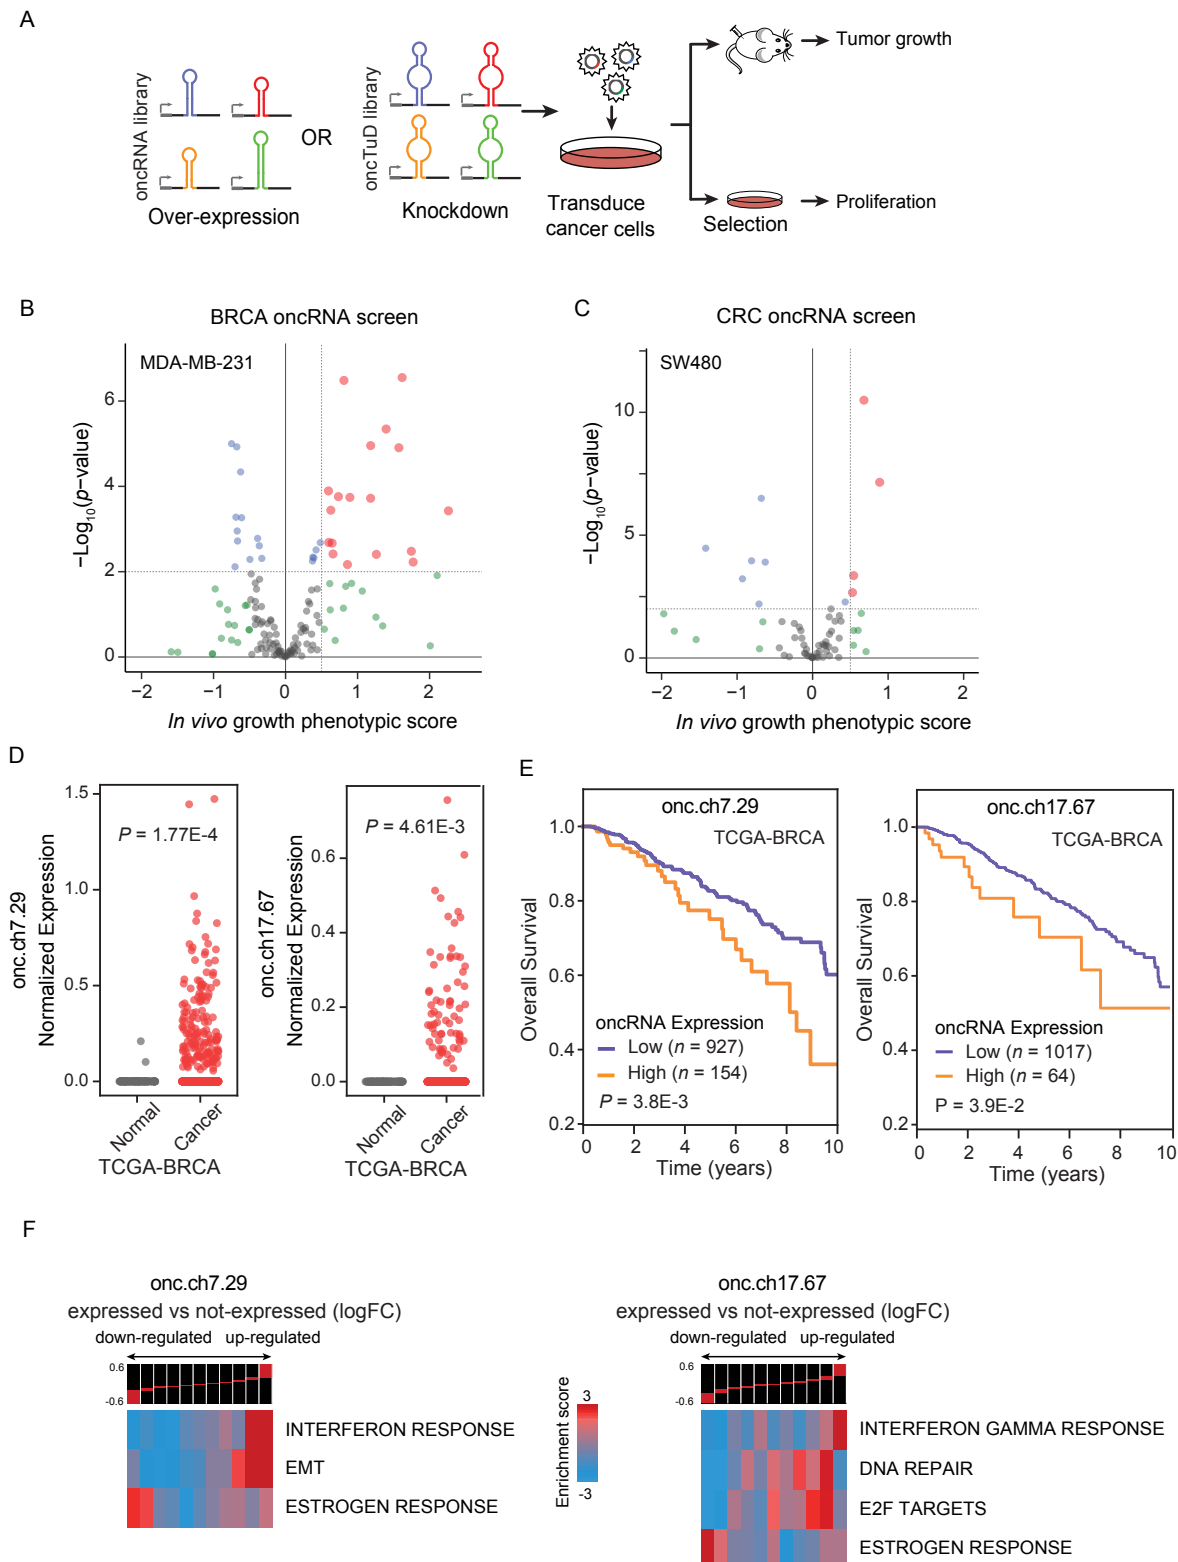 A
oncRNA library
OR
Over-expression
oncTuD library
Knockdown
Transduce
cancer cells
Selection
Tumor growth
Proliferation
B
BRCA oncRNA screen
MDA-MB-231
−Log10(p−value)
6
4
2
0
−2
−1
0
1
2
In vivo growth phenotypic score
C
CRC oncRNA screen
SW480
−Log10(p−value)
10
5
0
−2
−1
0
1
2
In vivo growth phenotypic score
D
onc.ch7.29
Normalized Expression
1.5
1.0
0.5
0.0
P = 1.77E-4
Normal
Cancer
TCGA-BRCA
onc.ch17.67
Normalized Expression
0.6
0.4
0.2
0.0
P = 4.61E-3
Normal
Cancer
TCGA-BRCA
E
onc.ch7.29
TCGA-BRCA
Overall Survival
1.0
0.8
0.6
0.4
0.2
oncRNA Expression
Low (n = 927)
High (n = 154)
P = 3.8E-3
0
2
4
6
8
10
Time (years)
onc.ch17.67
TCGA-BRCA
Overall Survival
1.0
0.8
0.6
0.4
0.2
oncRNA Expression
Low (n = 1017)
High (n = 64)
P = 3.9E-2
0
2
4
6
8
10
Time (years)
F
onc.ch7.29
expressed vs not-expressed (logFC)
down-regulated up-regulated
0.6
-0.6
INTERFERON RESPONSE
EMT
ESTROGEN RESPONSE
Enrichment score
3
-3
onc.ch17.67
expressed vs not-expressed (logFC)
down-regulated up-regulated
0.6
-0.6
INTERFERON GAMMA RESPONSE
DNA REPAIR
E2F TARGETS
ESTROGEN RESPONSE